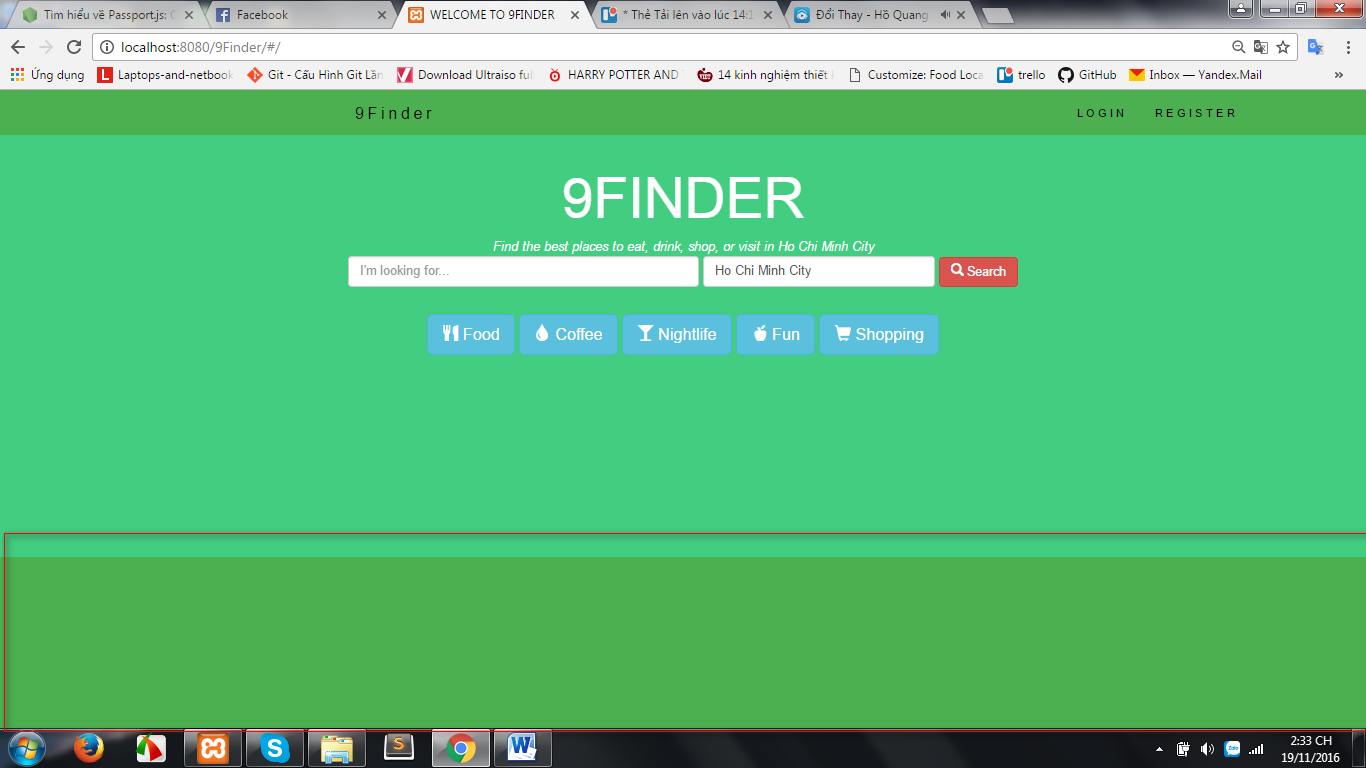 Tìm hiểu về Passport.js: C
Facebook
WELCOME TO 9FINDER
* Thẻ Tải lên vào lúc 14:1
Đổi Thay - Hồ Quang
localhost:8080/9Finder/#/
Ứng dụng
Laptops-and-netbook
Git - Cấu Hình Git Lần
Download Ultraiso ful
HARRY POTTER AND
14 kinh nghiệm thiết
Customize: Food Loca
trello
GitHub
Inbox — Yandex.Mail
»
9Finder
LOGIN
REGISTER
9FINDER
Find the best places to eat, drink, shop, or visit in Ho Chi Minh City
I'm looking for...
Ho Chi Minh City
Search
Food
Coffee
Nightlife
Fun
Shopping
Zalo
2:33 CH
19/11/2016